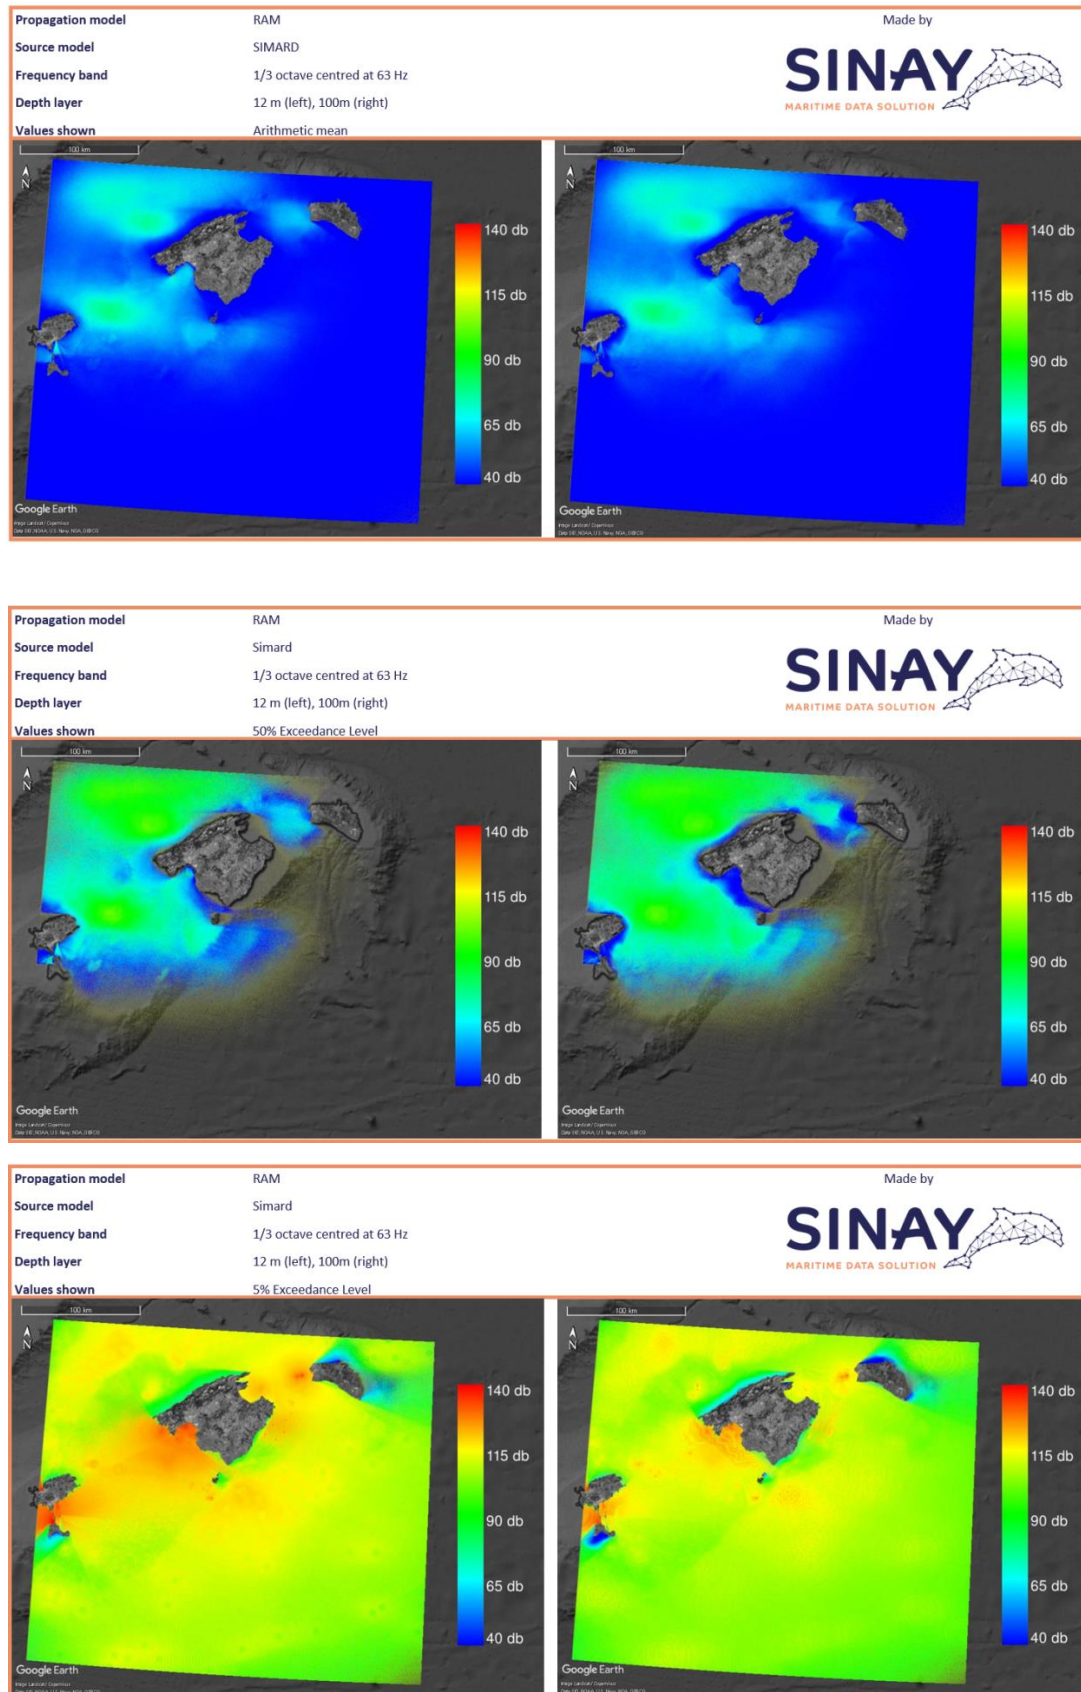 Propagation model RAM Made by
Source model SIMARD
Frequency band 1/3 octave centred at 63 Hz
Depth layer 12 m (left), 100m (right)
Values shown Arithmetic mean
SINAY
MARITIME DATA SOLUTION
100 km 100 km
N N
140 db 140 db
115 db 115 db
90 db 90 db
65 db 65 db
40 db 40 db
Google Earth Google Earth
Propagation model RAM Made by
Source model Simard
Frequency band 1/3 octave centred at 63 Hz
Depth layer 12 m (left), 100m (right)
Values shown 50% Exceedance Level
SINAY
MARITIME DATA SOLUTION
100 km 100 km
N N
140 db 140 db
115 db 115 db
90 db 90 db
65 db 65 db
40 db 40 db
Google Earth Google Earth
Propagation model RAM Made by
Source model Simard
Frequency band 1/3 octave centred at 63 Hz
Depth layer 12 m (left), 100m (right)
Values shown 5% Exceedance Level
SINAY
MARITIME DATA SOLUTION
100 km 100 km
N N
140 db 140 db
115 db 115 db
90 db 90 db
65 db 65 db
40 db 40 db
Google Earth Google Earth